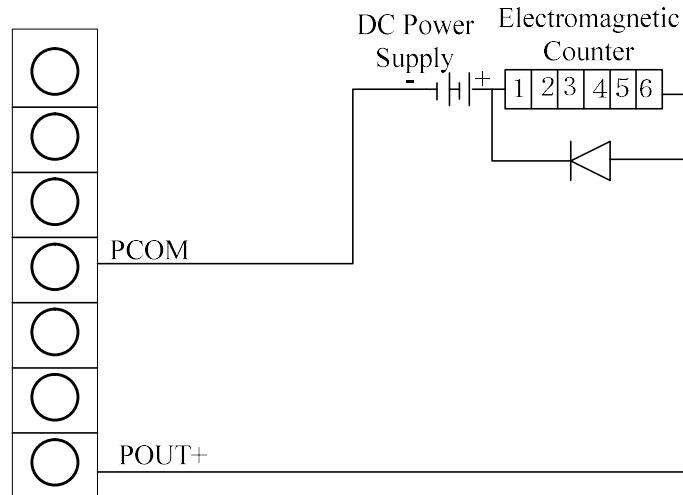 DC Power
Supply
Electromagnetic
Counter
- +
1 2 3 4 5 6
PCOM
POUT+